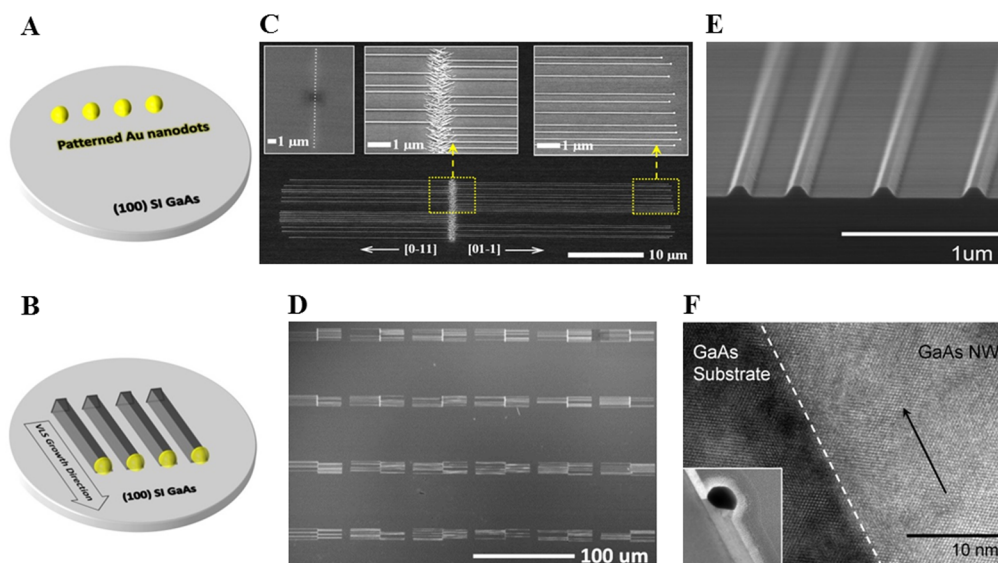 A
Patterned Au nanodots
(100) SI GaAs
B
VLS Growth Direction
(100) SI GaAs
C
1 μm
1 μm
1 μm
[0-11] [01-1]
10 μm
D
100 um
E
1um
F
GaAs
Substrate
GaAs NW
10 nm